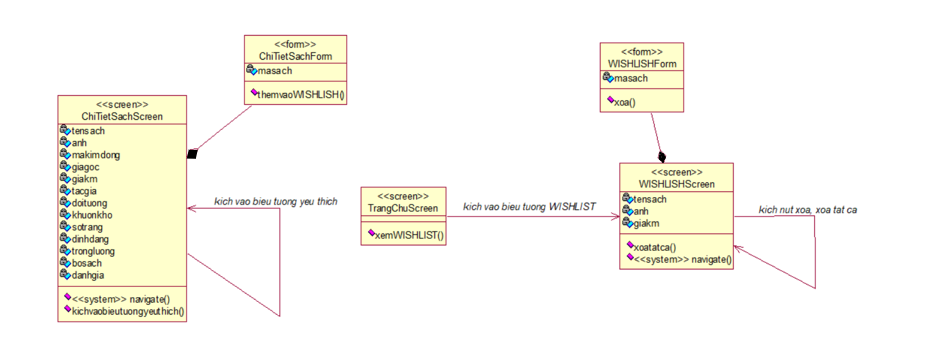 <<form>>
ChiTietSachForm
masach
themvaoWISHLISH()
<<screen>>
ChiTietSachScreen
tensach
anh
makimdong
giagoc
giakm
tacgia
doituong
khuonkho
sotrang
dinhdang
trongluong
bosach
danhgia
<<system>> navigate()
kichvaobieutuongyeuthich()
kich vao bieu tuong yeu thich
<<screen>>
TrangChuScreen
xemWISHLIST()
kich vao bieu tuong WISHLIST
<<form>>
WISHLISHForm
masach
xoa()
<<screen>>
WISHLISHScreen
tensach
anh
giakm
xoatatca()
<<system>> navigate()
kich nut xoa, xoa tat ca